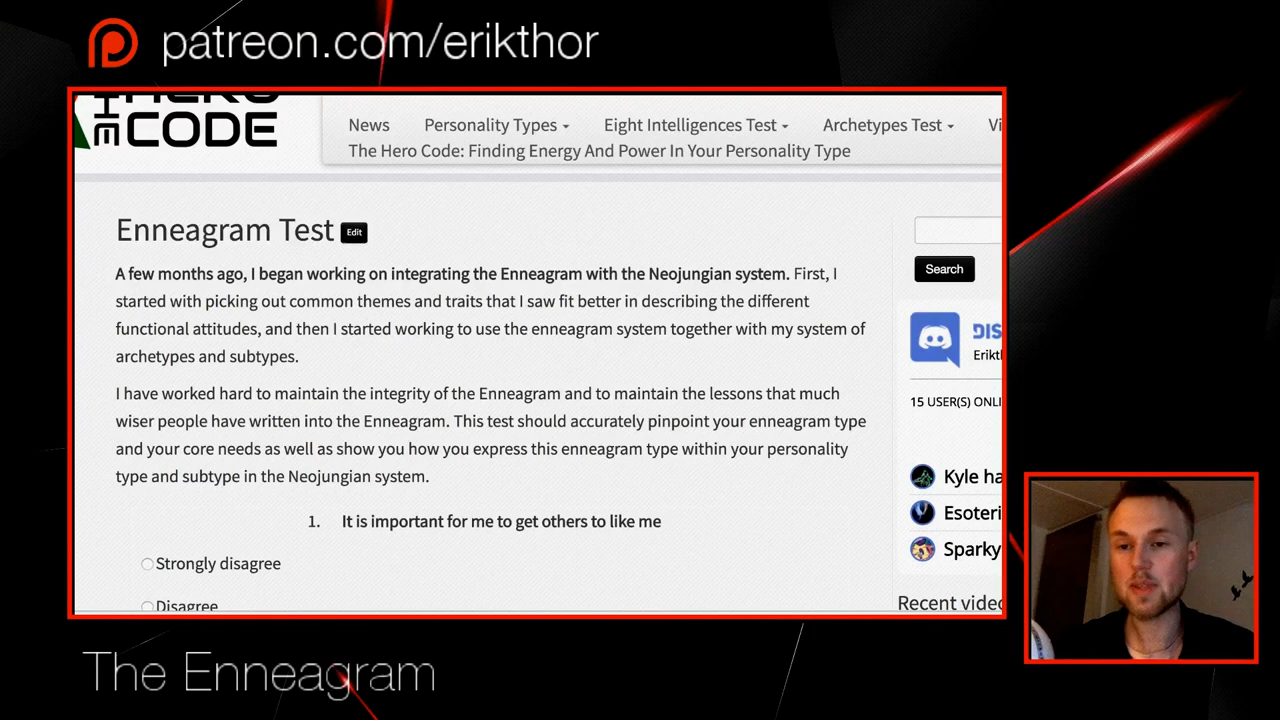 patreon.com/erikthor
THE HERO
CODE
News Personality Types Eight Intelligences Test Archetypes Test
The Hero Code: Finding Energy And Power In Your Personality Type
Enneagram Test Edit
A few months ago, I began working on integrating the Enneagram with the Neojungian system. First, I
started with picking out common themes and traits that I saw fit better in describing the different
functional attitudes, and then I started working to use the enneagram system together with my system of
archetypes and subtypes.
I have worked hard to maintain the integrity of the Enneagram and to maintain the lessons that much
wiser people have written into the Enneagram. This test should accurately pinpoint your enneagram type
and your core needs as well as show you how you express this enneagram type within your personality
type and subtype in the Neojungian system.
1. It is important for me to get others to like me
Strongly disagree
Disagree
Search
DIS
Erikt
15 USER(S) ONLI
Kyle ha
Esoteri
Sparky
Recent video
The Enneagram